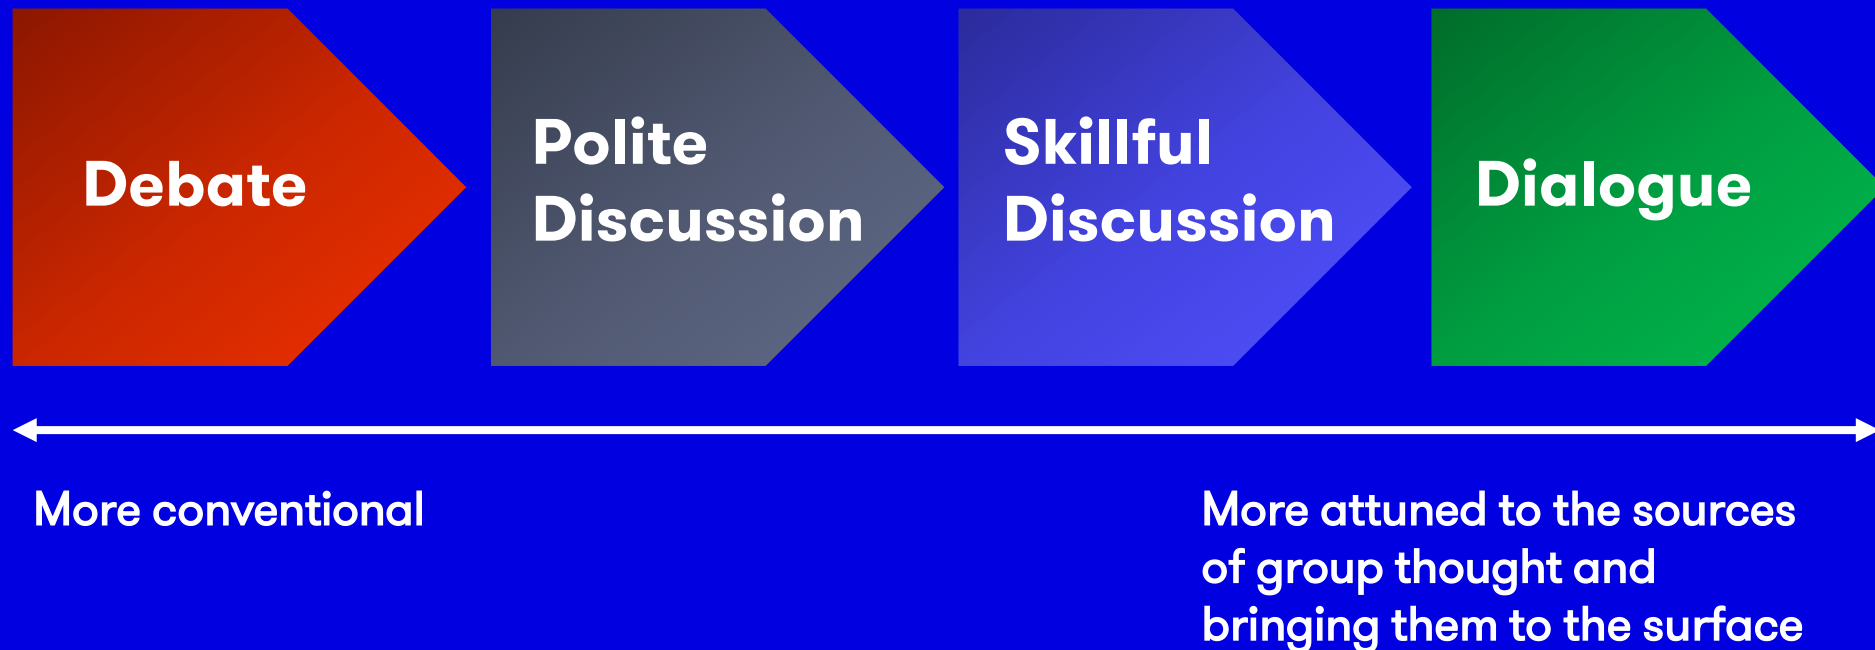 Debate
Polite
Discussion
Skillful
Discussion
Dialogue
More conventional
More attuned to the sources
of group thought and
bringing them to the surface